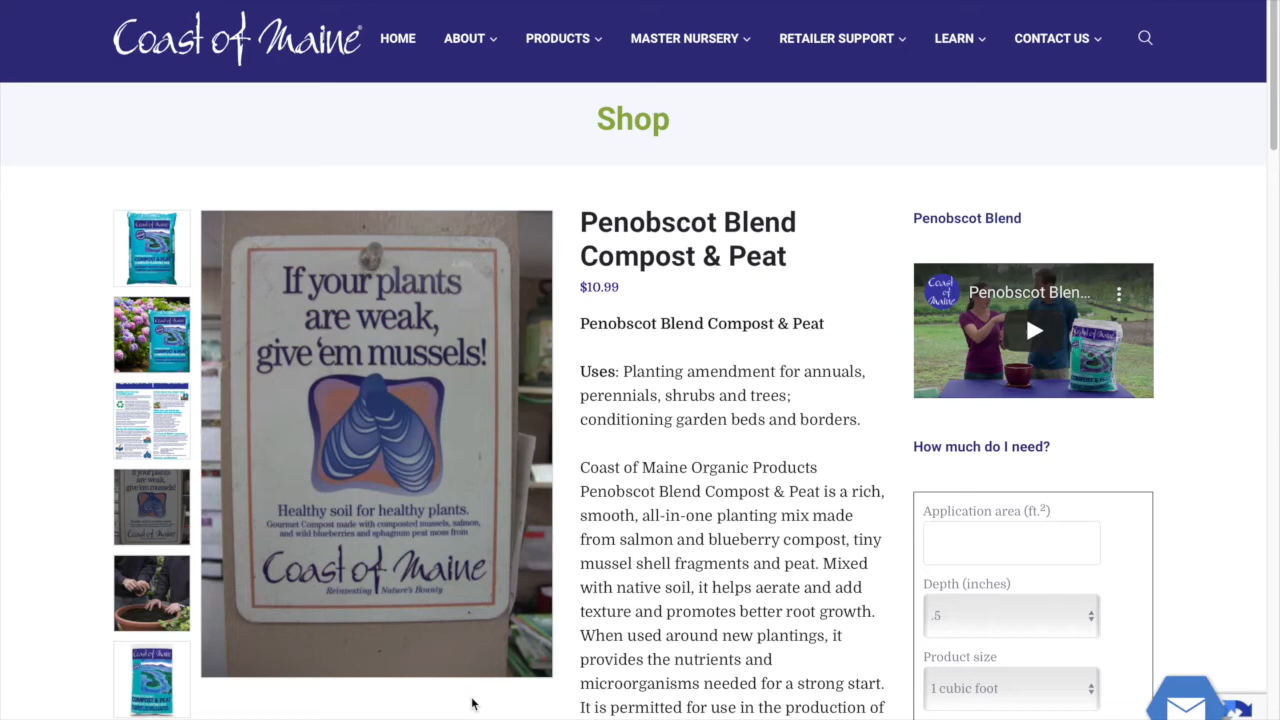 Coast of Maine®
HOME ABOUT PRODUCTS MASTER NURSERY RETAILER SUPPORT LEARN CONTACT US
Shop
Coast of Maine
If your plants
are weak,
give 'em mussels!
Healthy soil for healthy plants.
Gourmet Compost made with composted mussels, salmon,
and wild blueberries and sphagnum peat moss from
Coast of Maine
Reinvesting Nature's Bounty
Penobscot Blend
Compost & Peat
$10.99
Penobscot Blend Compost & Peat
Uses: Planting amendment for annuals,
perennials, shrubs and trees;
conditioning garden beds and borders.
Coast of Maine Organic Products
Penobscot Blend Compost & Peat is a rich,
smooth, all-in-one planting mix made
from salmon and blueberry compost, tiny
mussel shell fragments and peat. Mixed
with native soil, it helps aerate and add
texture and promotes better root growth.
When used around new plantings, it
provides the nutrients and
microorganisms needed for a strong start.
It is permitted for use in the production of
Penobscot Blend
Coast of Maine
Penobscot Blen...
How much do I need?
Application area (ft.²)
Depth (inches)
.5
Product size
1 cubic foot